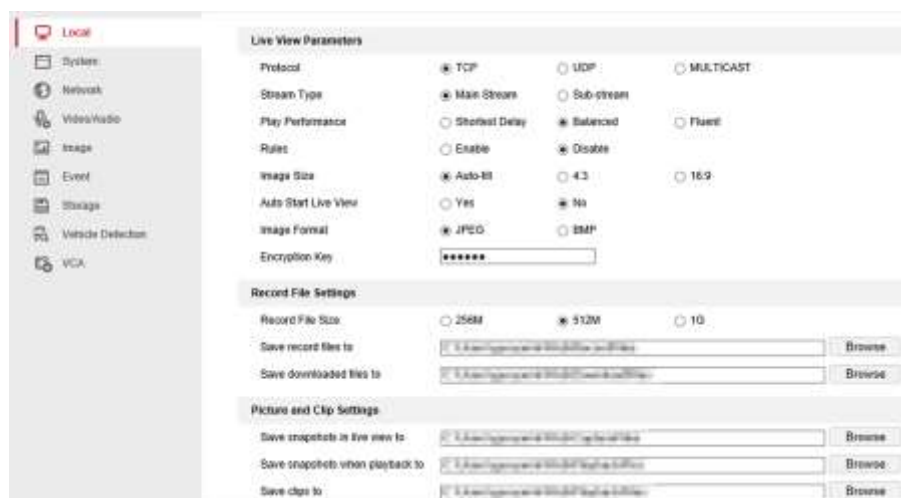 Local
System
Network
Video/Audio
Image
Event
Storage
Vehicle Detection
VCA
Live View Parameters
Protocol TCP UDP MULTICAST
Stream Type Main Stream Sub-stream
Play Performance Shortest Delay Balanced Fluent
Rules Enable Disable
Image Size Auto-fill 4:3 16:9
Auto Start Live View Yes No
Image Format JPEG BMP
Encryption Key
Record File Settings
Record File Size 256M 512M 1G
Save record files to Browse
Save downloaded files to Browse
Picture and Clip Settings
Save snapshots in live view to Browse
Save snapshots when playback to Browse
Save clips to Browse